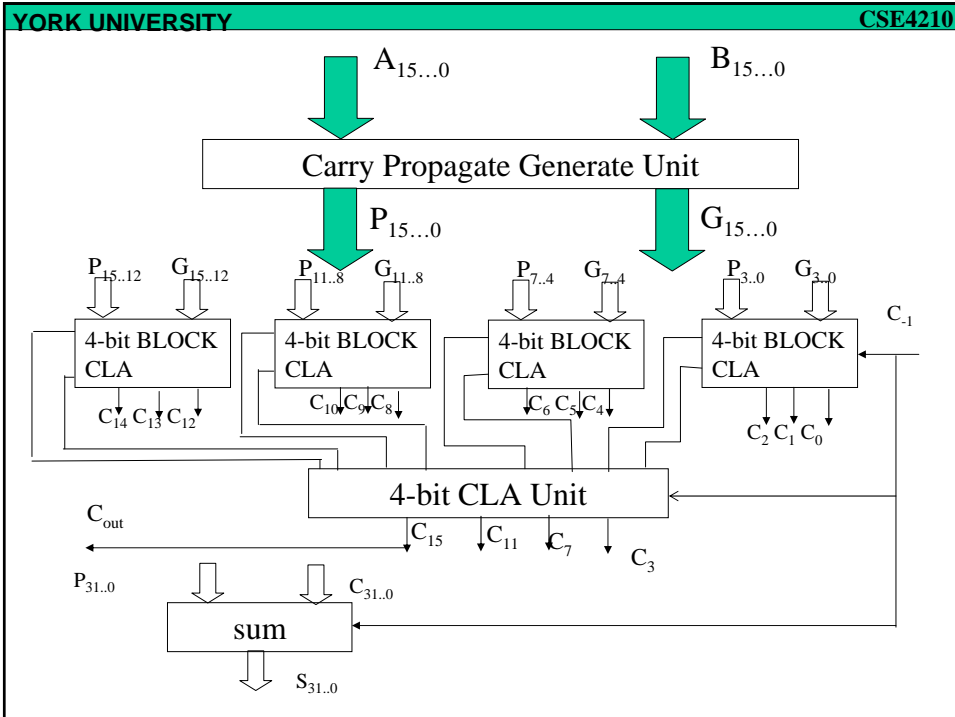 YORK UNIVERSITY CSE4210
A15…0 B15…0
Carry Propagate Generate Unit
P15…0 G15…0
P15..12 G15..12 P11..8 G11..8 P7..4 G7..4 P3..0 G3..0
C-1
4-bit BLOCK
CLA
4-bit BLOCK
CLA
4-bit BLOCK
CLA
4-bit BLOCK
CLA
C14 C13 C12 C10 C9 C8 C6 C5 C4 C2 C1 C0
4-bit CLA Unit
Cout
C15 C11 C7 C3
P31..0 C31..0
sum
S31..0